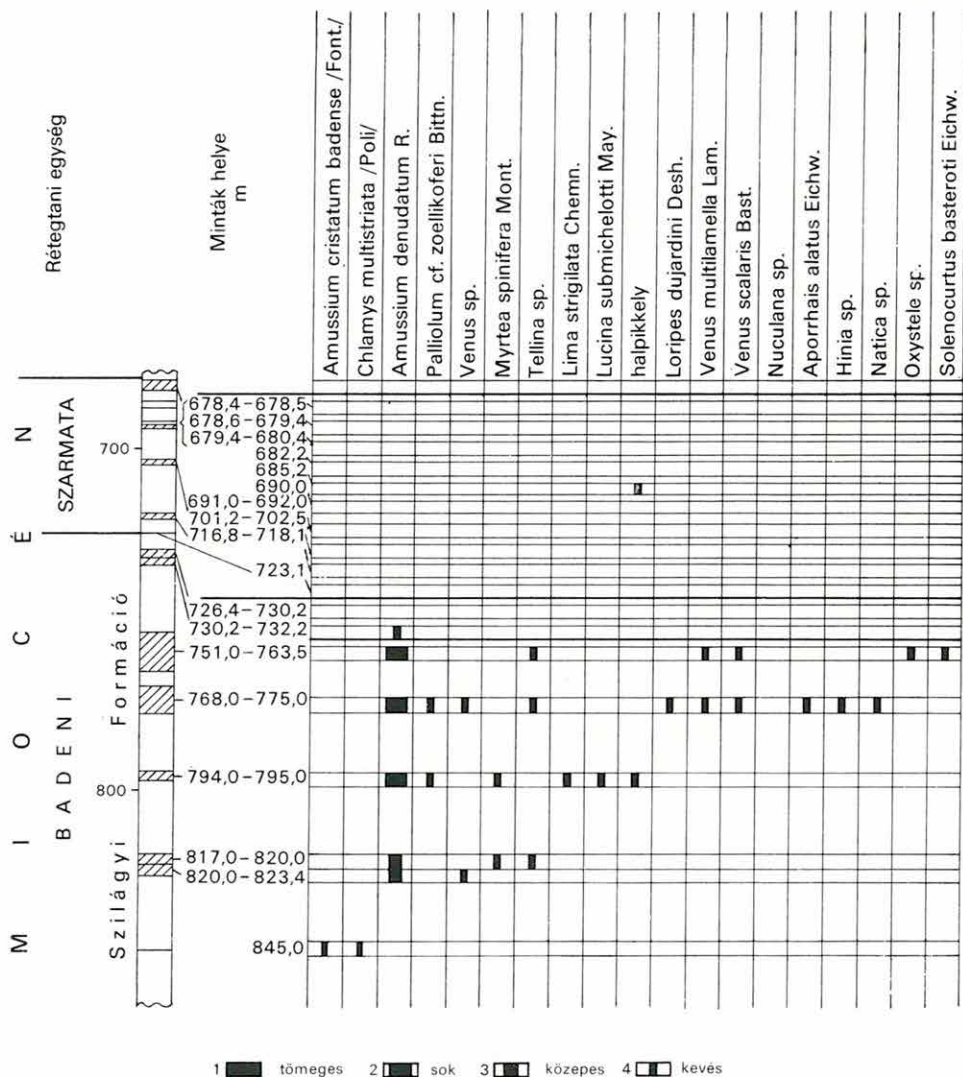 Rétegtani egység
Minták helye
m
Amussium cristatum badense /Font./
Chlamys multistriata /Poli/
Amussium denudatum R.
Palliolum cf. zoellikoferi Bittn.
Venus sp.
Myrtea spinifera Mont.
Tellina sp.
Lima strigilata Chemn.
Lucina submichelotti May.
halpikkely
Loripes dujardini Desh.
Venus multilamella Lam.
Venus scalaris Bast.
Nuculana sp.
Aporrhais alatus Eichw.
Hinia sp.
Natica sp.
Oxystele sp.
Solenocurtus basteroti Eichw.
MIOCÉN
SZARMATA
BADENI
Szilágyi Formáció
700
800
678,4–678,5
678,6–679,4
679,4–680,4
682,2
685,2
690,0
691,0–692,0
701,2–702,5
716,8–718,1
723,1
726,4–730,2
730,2–732,2
751,0–763,5
768,0–775,0
794,0–795,0
817,0–820,0
820,0–823,4
845,0
1 tömeges 2 sok 3 közepes 4 kevés